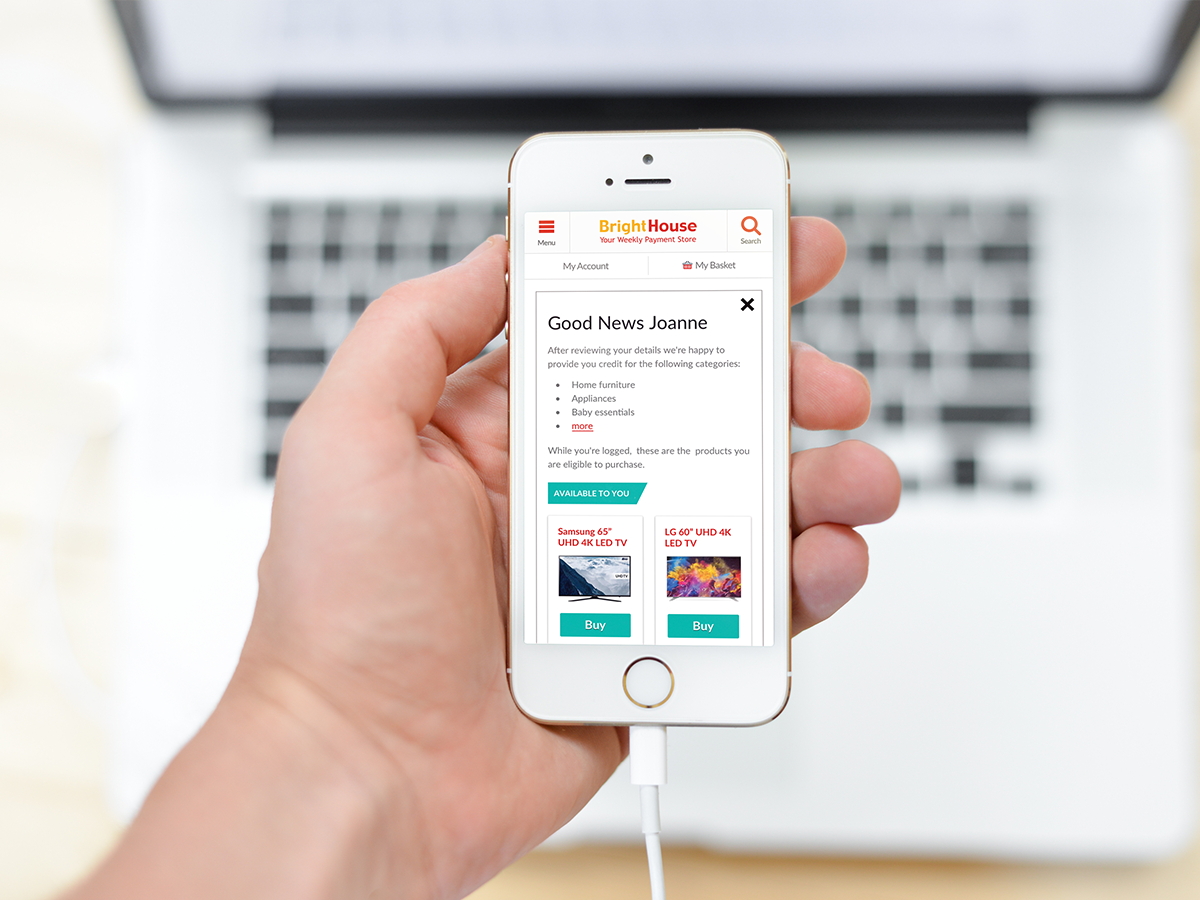 Menu
BrightHouse
Your Weekly Payment Store
Search
My Account
My Basket
Good News Joanne
After reviewing your details we're happy to
provide you credit for the following categories:
• Home furniture
• Appliances
• Baby essentials
• more
While you're logged, these are the products you
are eligible to purchase.
AVAILABLE TO YOU
Samsung 65"
UHD 4K LED TV
LG 60" UHD 4K
LED TV
UHD TV
Buy
Buy